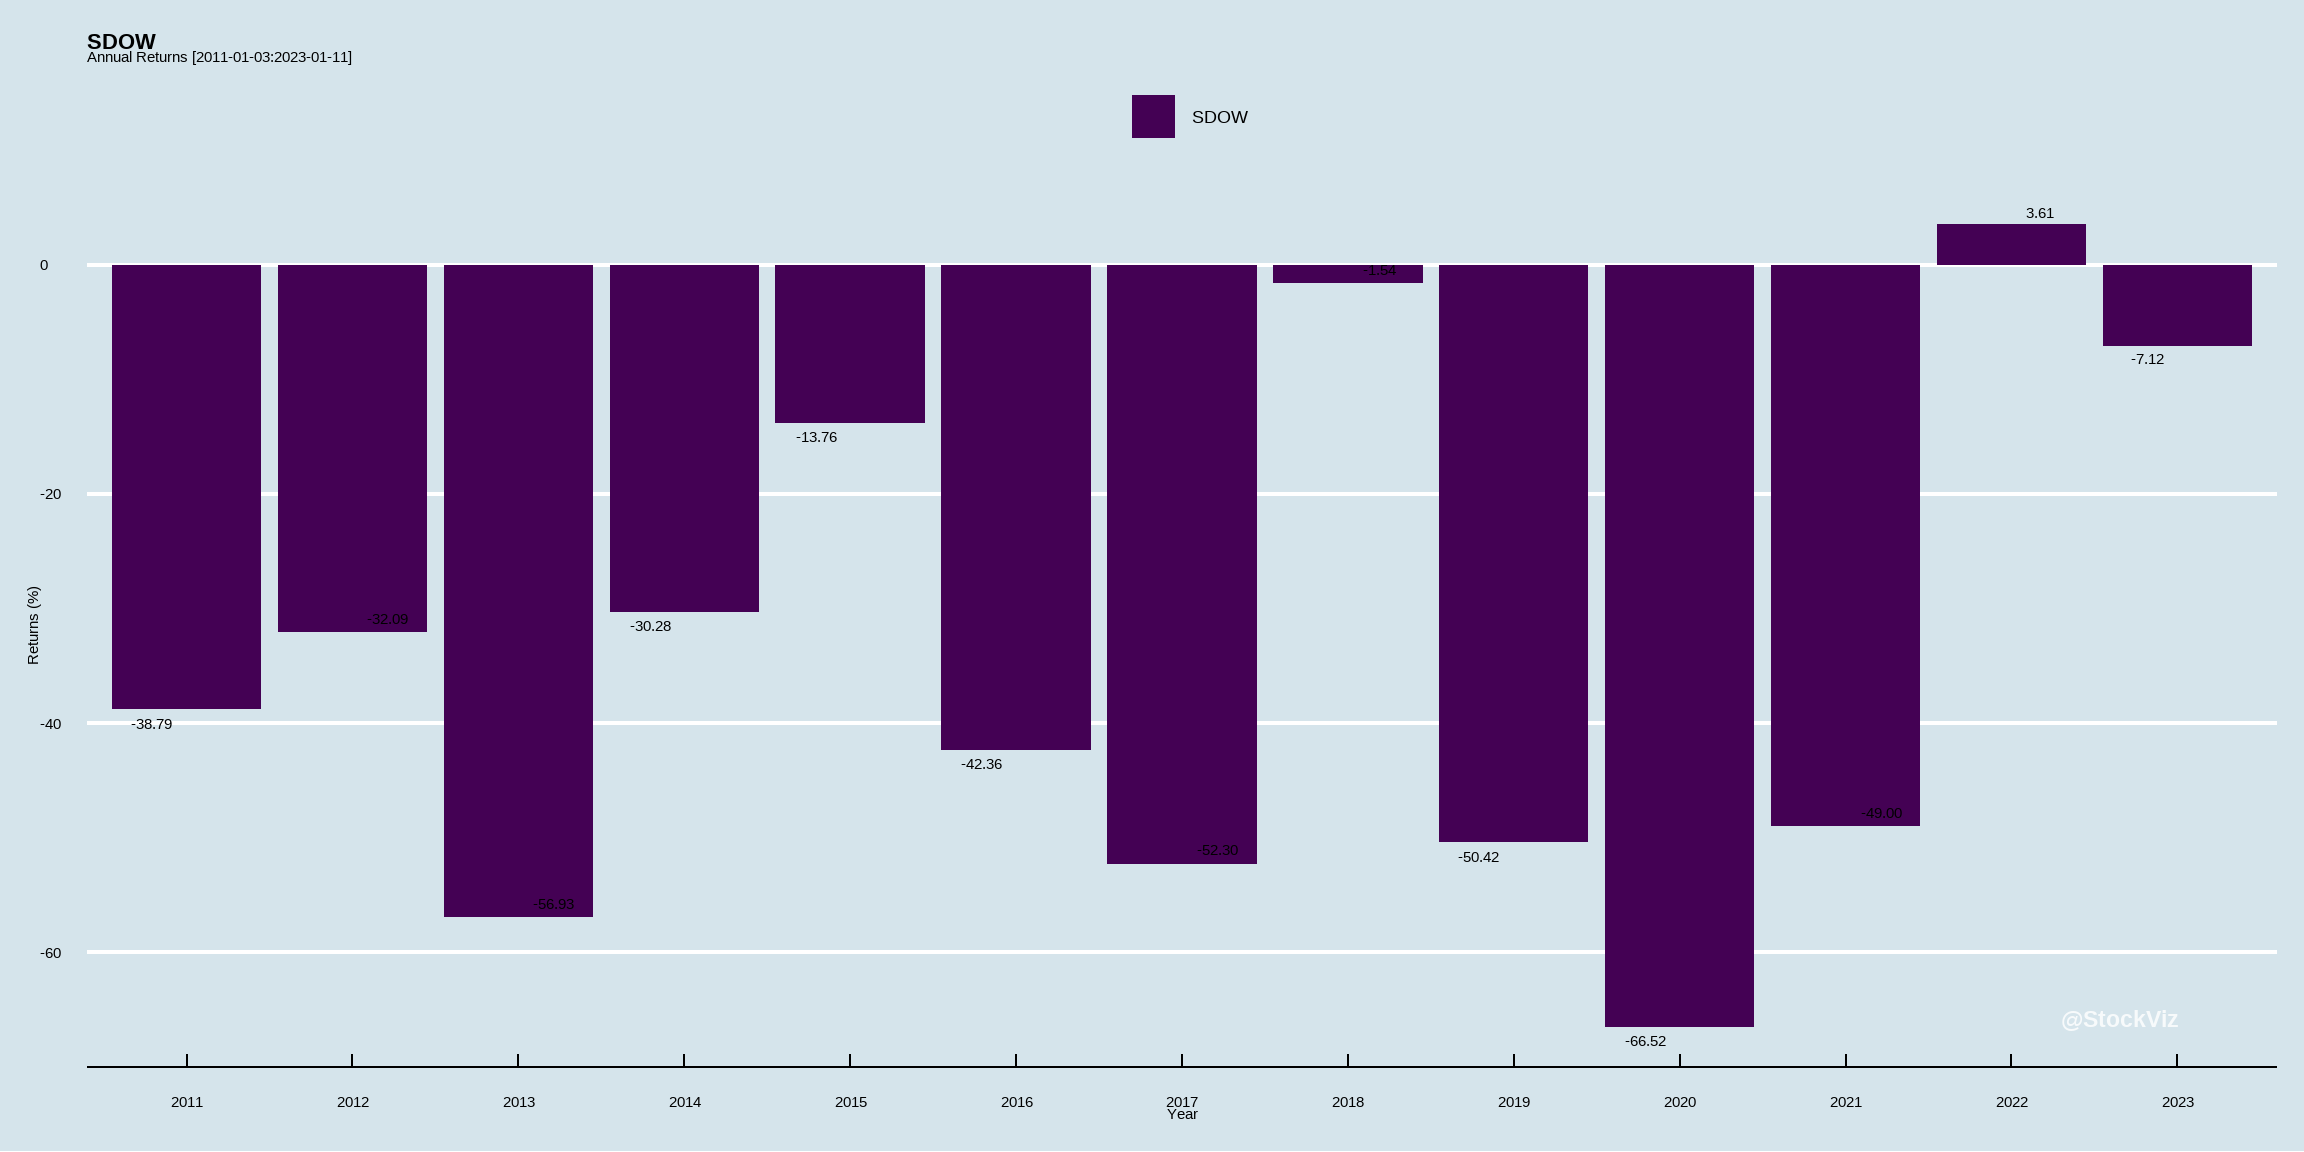 SDOW
Annual Returns [2011-01-03:2023-01-11]
SDOW
3.61
0
-1.54
-7.12
-13.76
-20
Returns (%)
-32.09
-30.28
-38.79
-40
-42.36
-49.00
-52.30
-50.42
-56.93
-60
@StockViz
-66.52
2011 2012 2013 2014 2015 2016 2017 2018 2019 2020 2021 2022 2023
Year